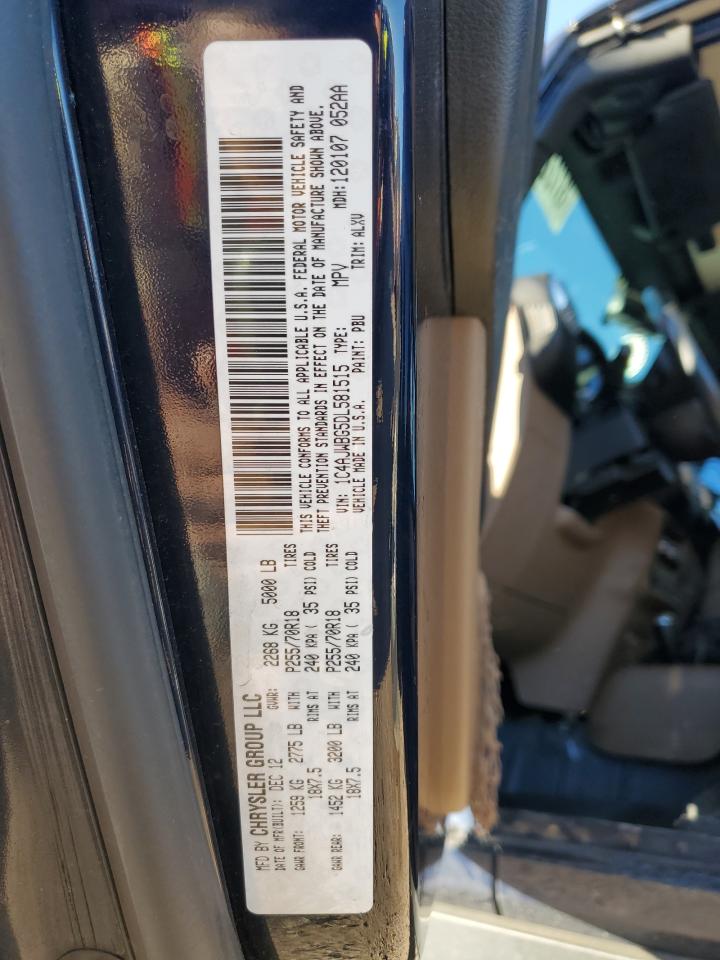 MFD BY CHRYSLER GROUP LLC
DATE OF MFR(BUILT): DEC 12 GVWR: 2268 KG 5000 LB
GAWR FRONT: 1259 KG 2775 LB WITH P255/70R18 TIRES
18X7.5 RIMS AT 240 KPA ( 35 PSI) COLD
GAWR REAR: 1452 KG 3200 LB WITH P255/70R18 TIRES
18X7.5 RIMS AT 240 KPA ( 35 PSI) COLD
THIS VEHICLE CONFORMS TO ALL APPLICABLE U.S.A. FEDERAL MOTOR VEHICLE SAFETY AND
THEFT PREVENTION STANDARDS IN EFFECT ON THE DATE OF MANUFACTURE SHOWN ABOVE.
VIN: 1C4AJWBG5DL581515 TYPE: MPV MDH: 120107 052AA
VEHICLE MADE IN U.S.A. PAINT: PBU TRIM: ALXV